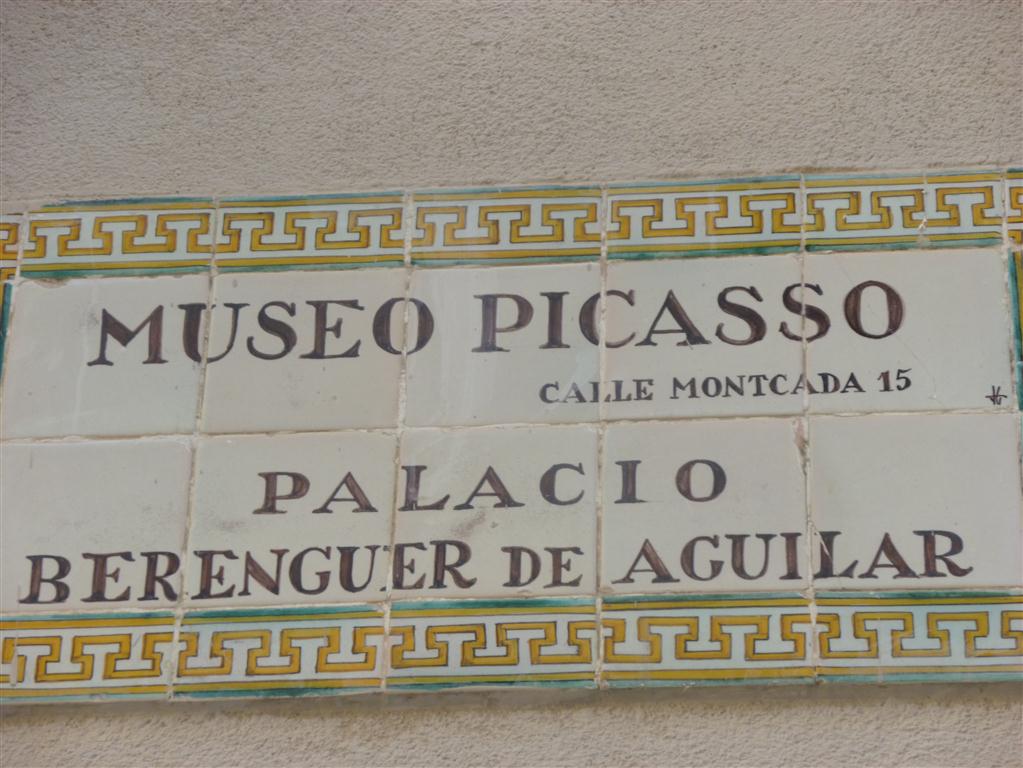 MUSEO PICASSO
CALLE MONTCADA 15
PALACIO
BERENGUER DE AGUILAR